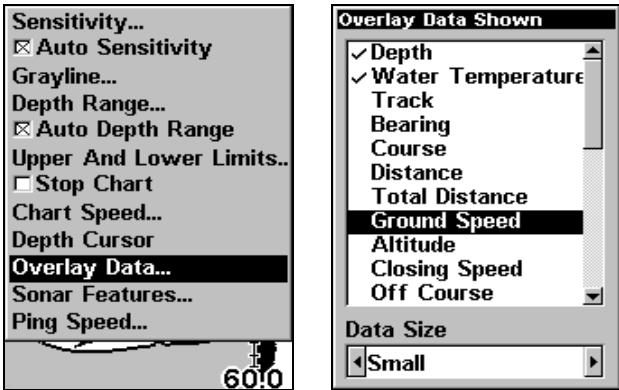 Sensitivity...
Auto Sensitivity
Grayline...
Depth Range...
Auto Depth Range
Upper And Lower Limits..
Stop Chart
Chart Speed...
Depth Cursor
Overlay Data...
Sonar Features...
Ping Speed...
60.0
Overlay Data Shown
Depth
Water Temperature
Track
Bearing
Course
Distance
Total Distance
Ground Speed
Altitude
Closing Speed
Off Course
Data Size
Small